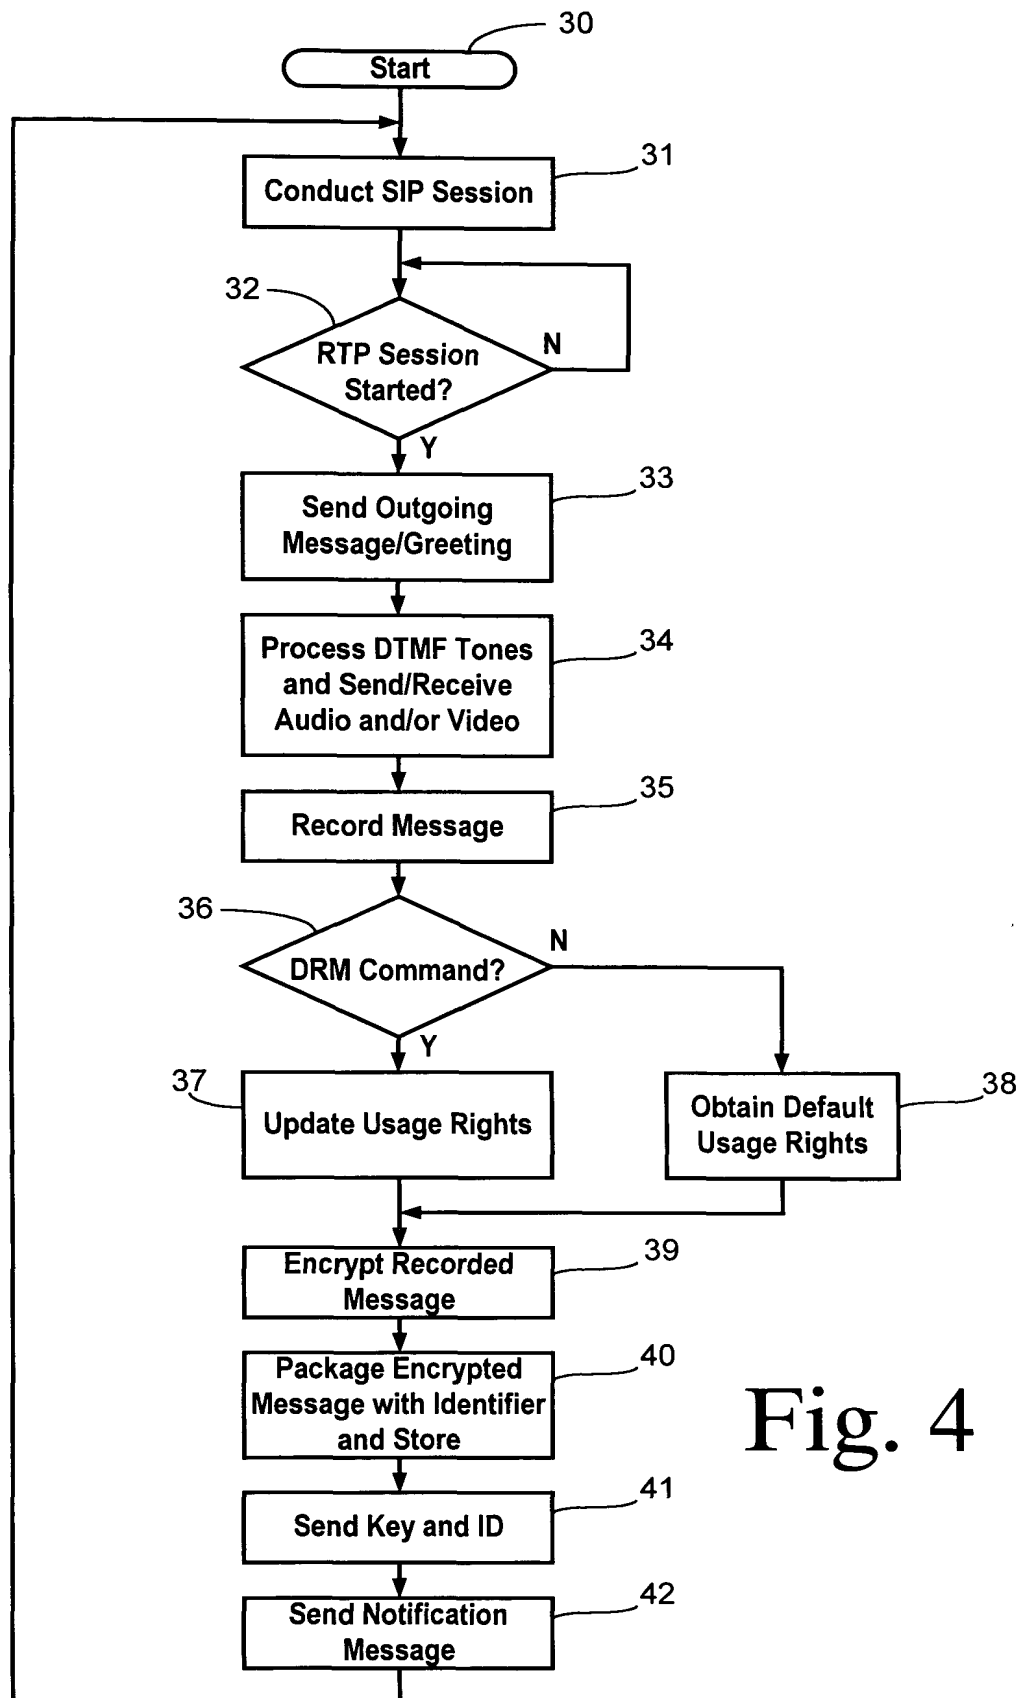 30
Start
31
Conduct SIP Session
32
RTP Session
Started?
N
Y
33
Send Outgoing
Message/Greeting
34
Process DTMF Tones
and Send/Receive
Audio and/or Video
35
Record Message
36
DRM Command?
N
Y
37
Update Usage Rights
38
Obtain Default
Usage Rights
39
Encrypt Recorded
Message
40
Package Encrypted
Message with Identifier
and Store
Fig. 4
41
Send Key and ID
42
Send Notification
Message